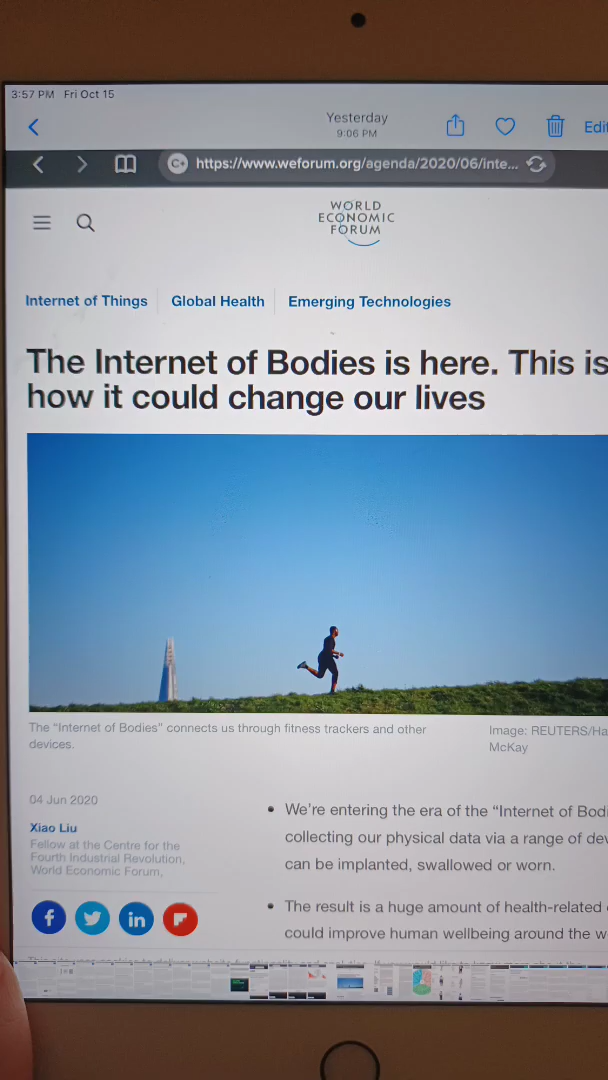 3:57 PM Fri Oct 15
Yesterday
9:06 PM
Edi
C+ https://www.weforum.org/agenda/2020/06/inte...
WORLD
ECONOMIC
FORUM
Internet of Things Global Health Emerging Technologies
The Internet of Bodies is here. This is
how it could change our lives
The “Internet of Bodies” connects us through fitness trackers and other
devices.
Image: REUTERS/Ha
McKay
04 Jun 2020
Xiao Liu
Fellow at the Centre for the
Fourth Industrial Revolution,
World Economic Forum,
f in
• We’re entering the era of the “Internet of Bod
collecting our physical data via a range of dev
can be implanted, swallowed or worn.
• The result is a huge amount of health-related
could improve human wellbeing around the w